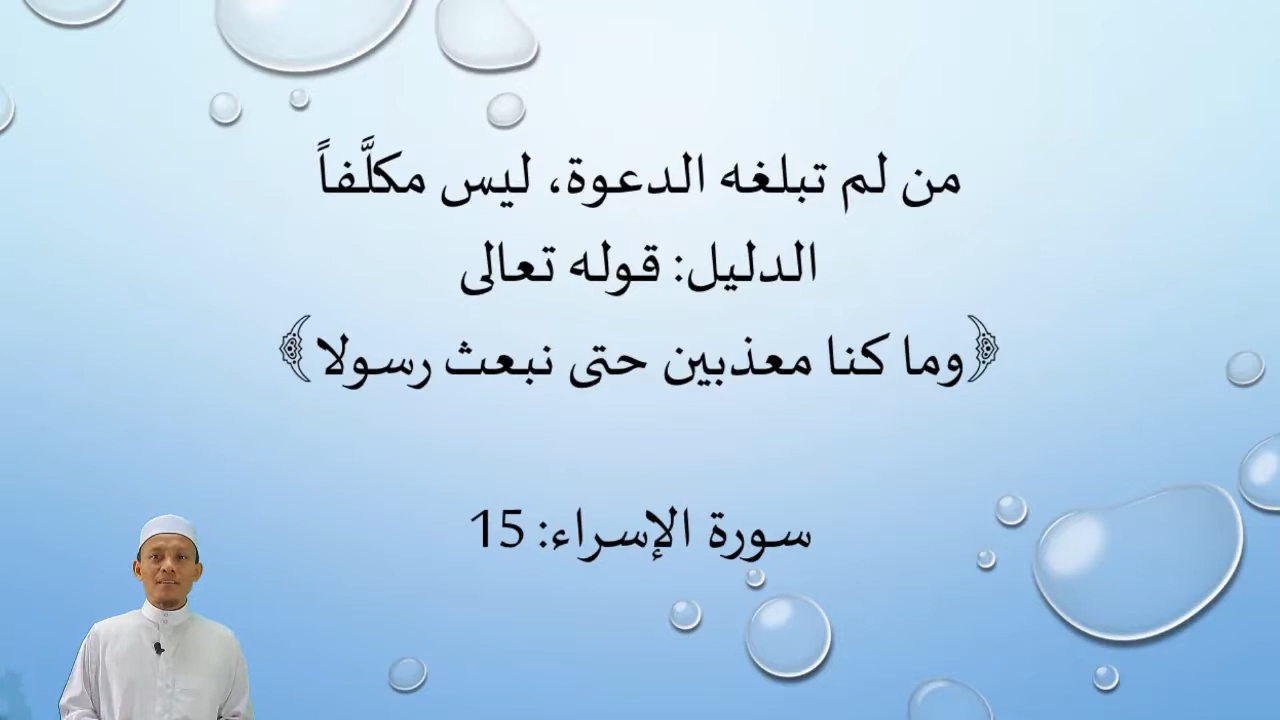 من لم تبلغه الدعوة، ليس مكلَّفاً
الدليل: قوله تعالى
﴿وما كنا معذبين حتى نبعث رسولا﴾
سورة الإسراء: 15